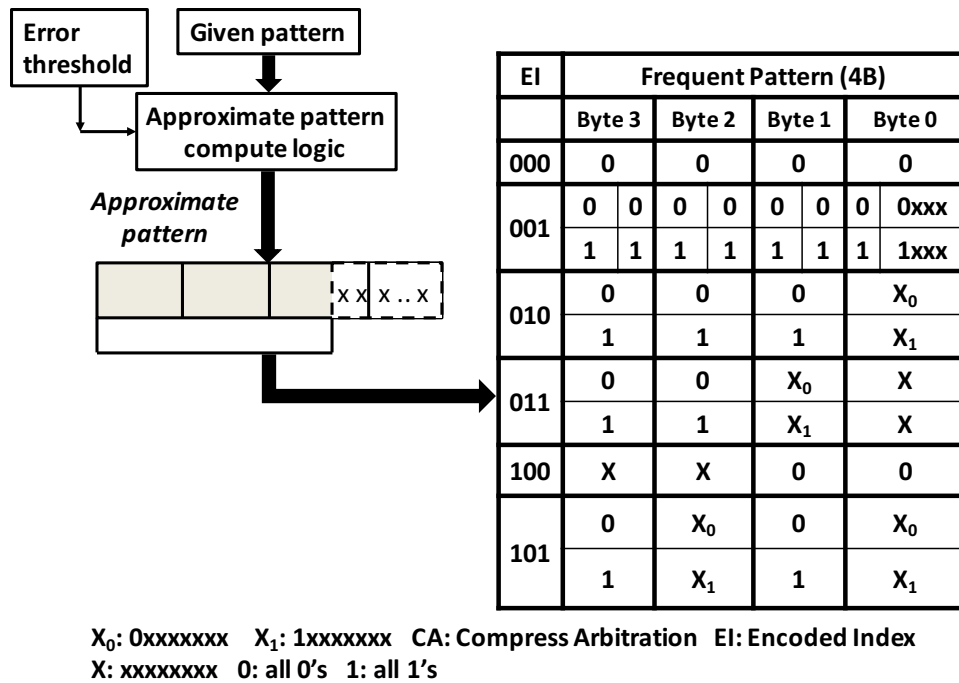 Error threshold
Given pattern
Approximate pattern compute logic
Approximate pattern
x x x .. x
EI Frequent Pattern (4B)
Byte 3 Byte 2 Byte 1 Byte 0
000 0 0 0 0
001
0 0 0 0 0 0 0 0xxx
1 1 1 1 1 1 1 1xxx
010
0 0 0 X₀
1 1 1 X₁
011
0 0 X₀ X
1 1 X₁ X
100 X X 0 0
101
0 X₀ 0 X₀
1 X₁ 1 X₁
X₀: 0xxxxxxx X₁: 1xxxxxxx CA: Compress Arbitration EI: Encoded Index
X: xxxxxxxx 0: all 0's 1: all 1's